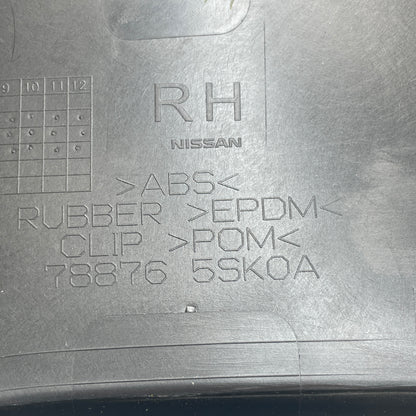 9 10 11 12
RH
NISSAN
>ABS<
RUBBER >EPDM<
CLIP >POM<
78876 5SK0A